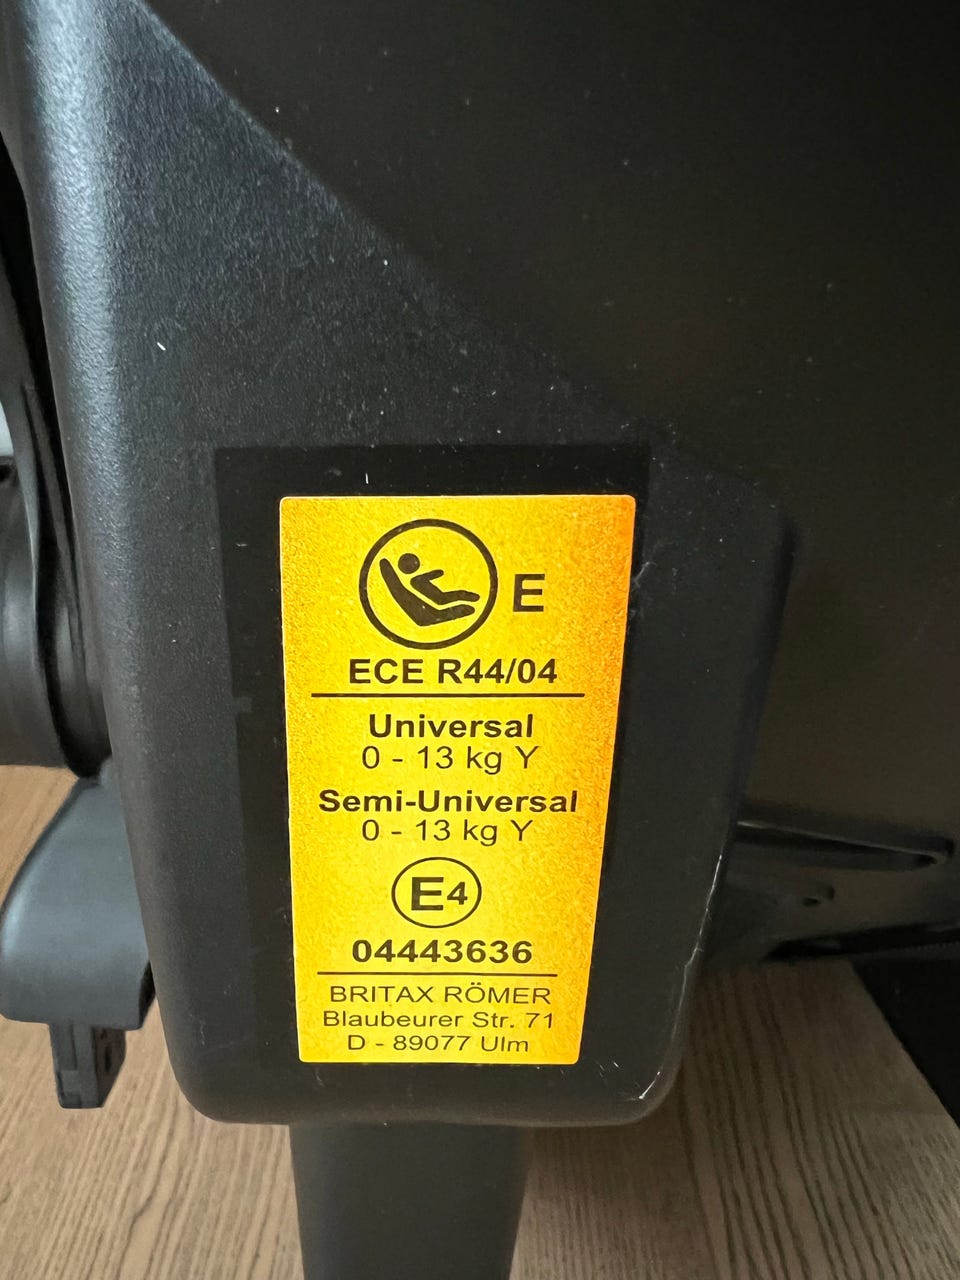 E
ECE R44/04
Universal
0 - 13 kg Y
Semi-Universal
0 - 13 kg Y
E4
04443636
BRITAX RÖMER
Blaubeurer Str. 71
D - 89077 Ulm